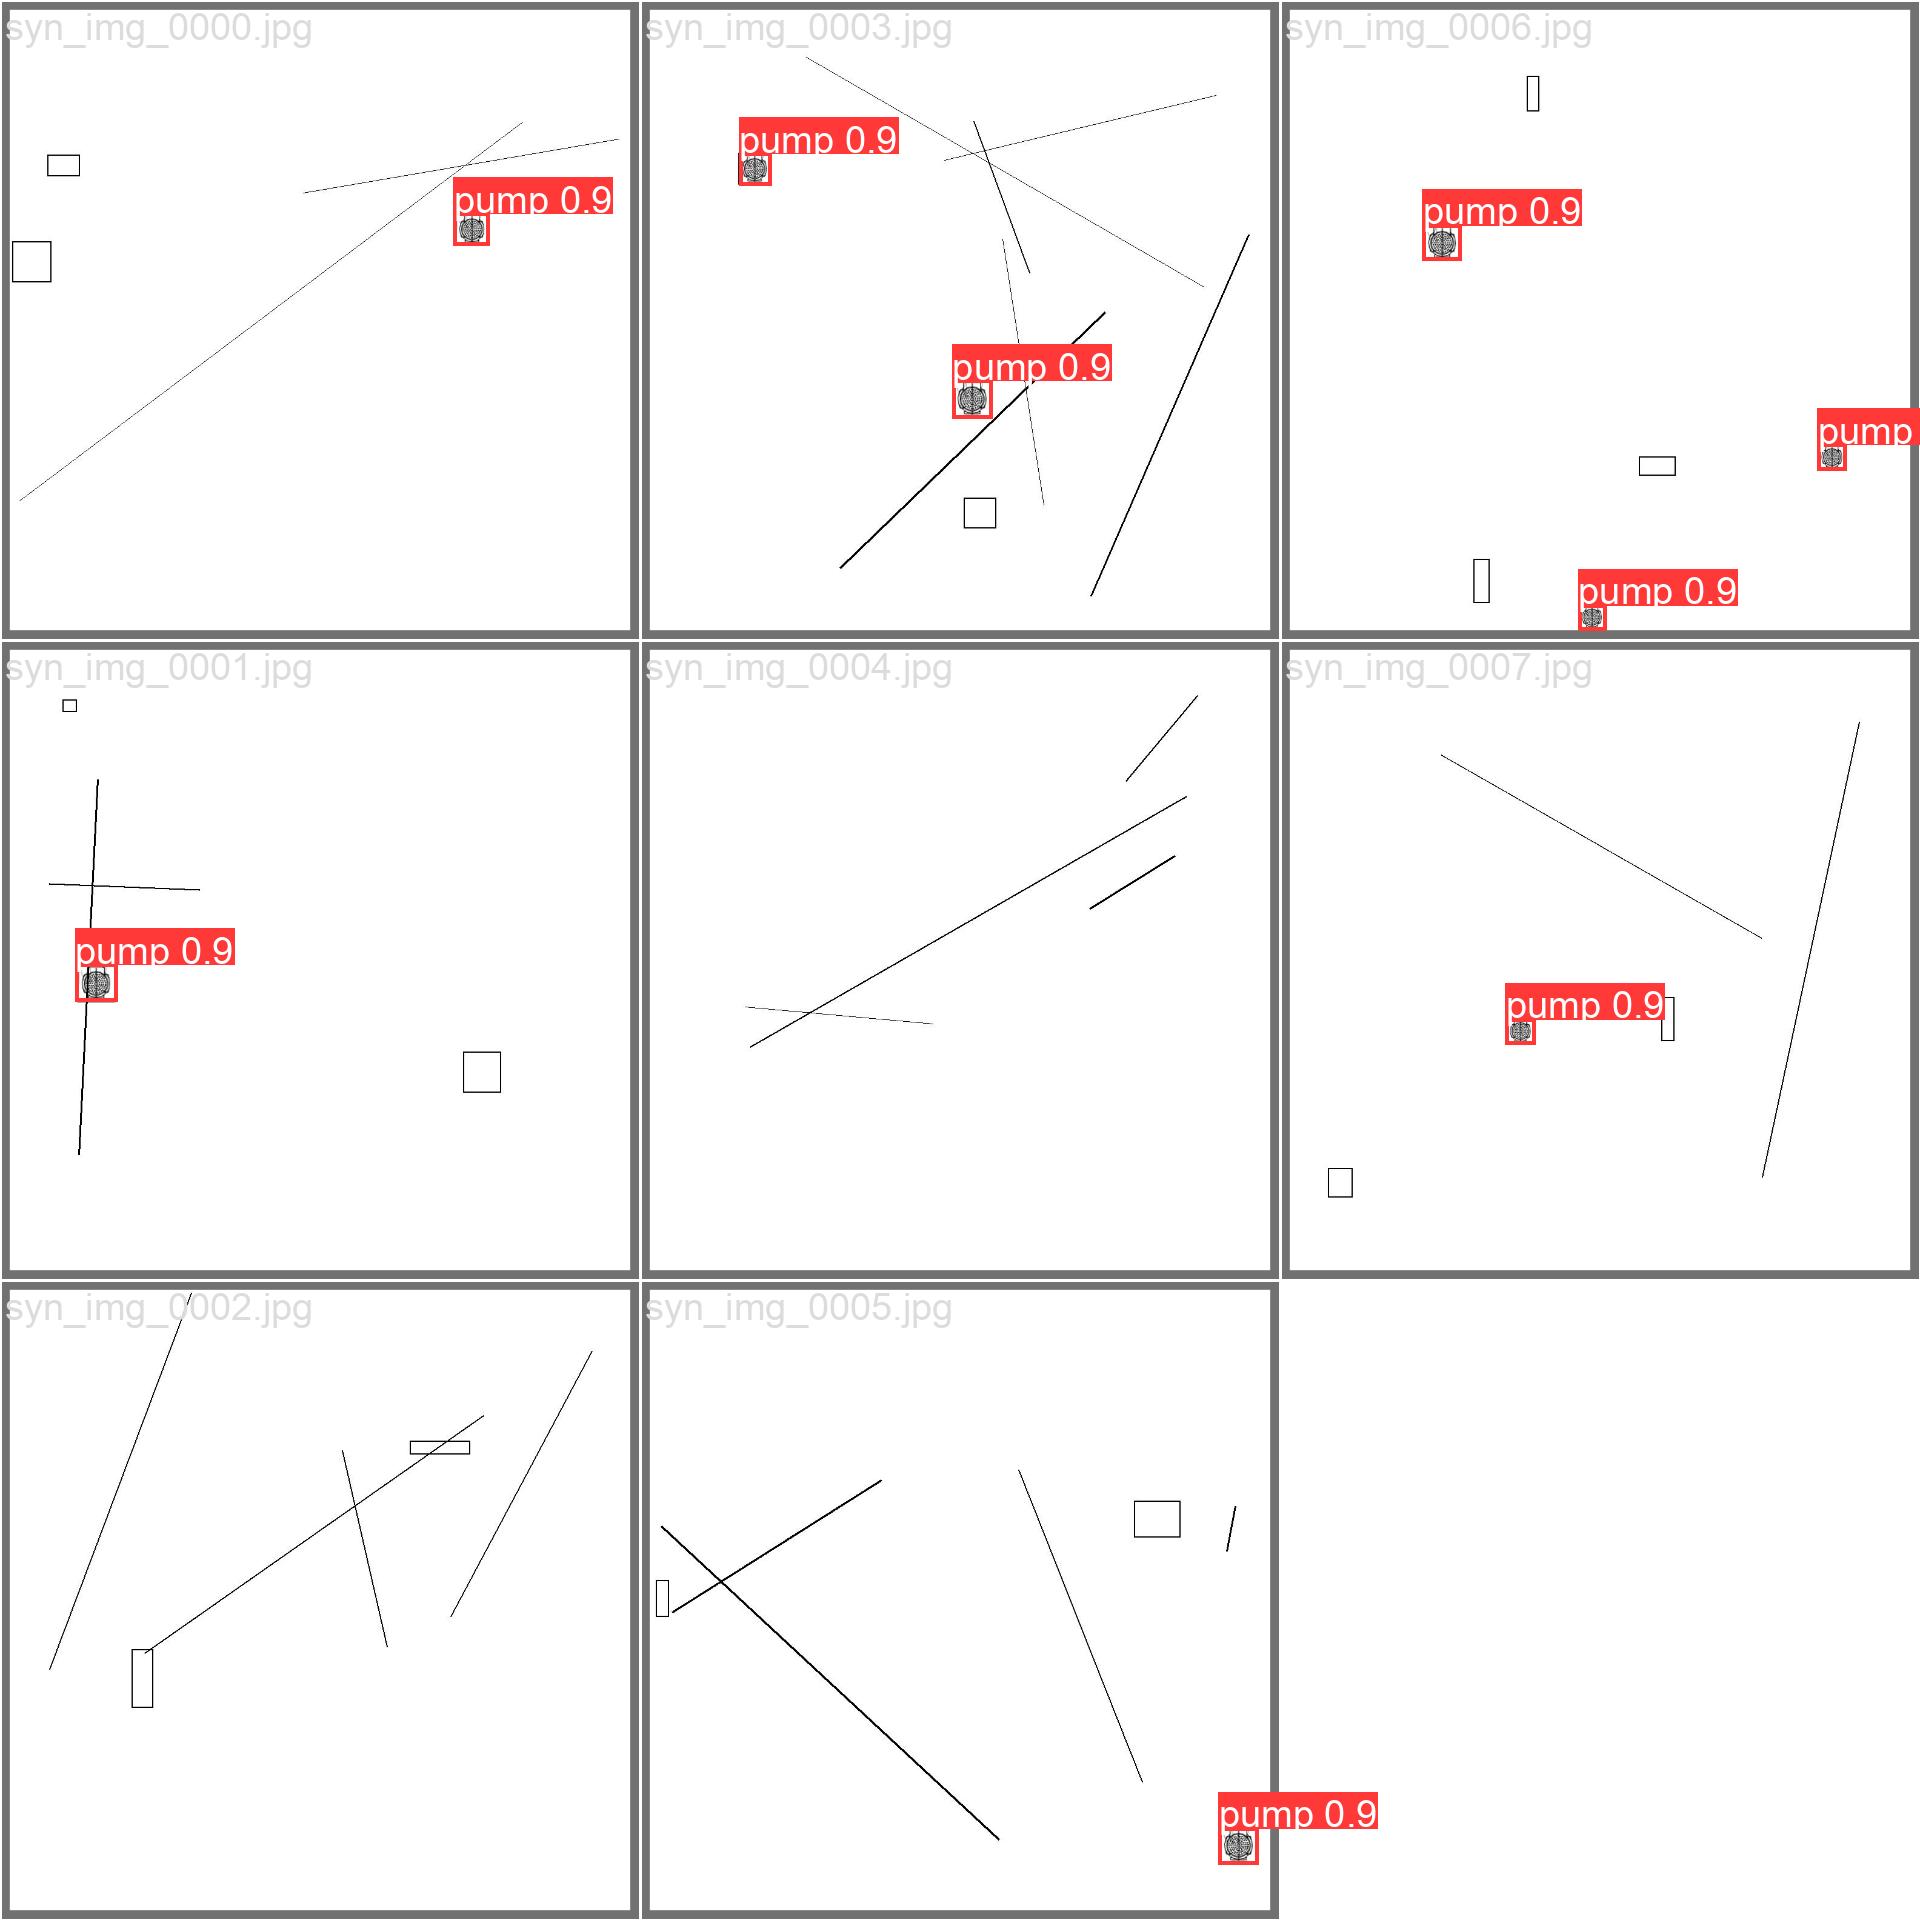 syn_img_0000.jpg
pump 0.9
syn_img_0003.jpg
pump 0.9
pump 0.9
syn_img_0006.jpg
pump 0.9
pump
pump 0.9
syn_img_0001.jpg
pump 0.9
syn_img_0004.jpg
syn_img_0007.jpg
pump 0.9
syn_img_0002.jpg
syn_img_0005.jpg
pump 0.9